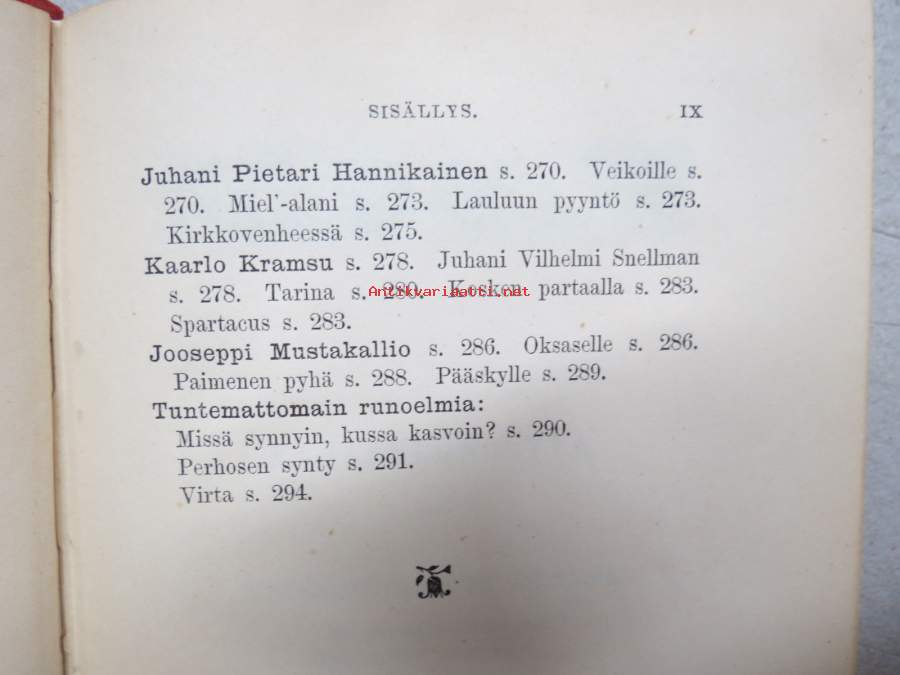 SISÄLLYS. IX
Juhani Pietari Hannikainen s. 270. Veikoille s.
270. Miel'-alani s. 273. Lauluun pyyntö s. 273.
Kirkkovenheessä s. 275.
Kaarlo Kramsu s. 278. Juhani Vilhelmi Snellman
s. 278. Tarina s. 280. Kosken partaalla s. 283.
Antikvariaatti.net
Spartacus s. 283.
Jooseppi Mustakallio s. 286. Oksaselle s. 286.
Paimenen pyhä s. 288. Pääskylle s. 289.
Tuntemattomain runoelmia:
Missä synnyin, kussa kasvoin? s. 290.
Perhosen synty s. 291.
Virta s. 294.